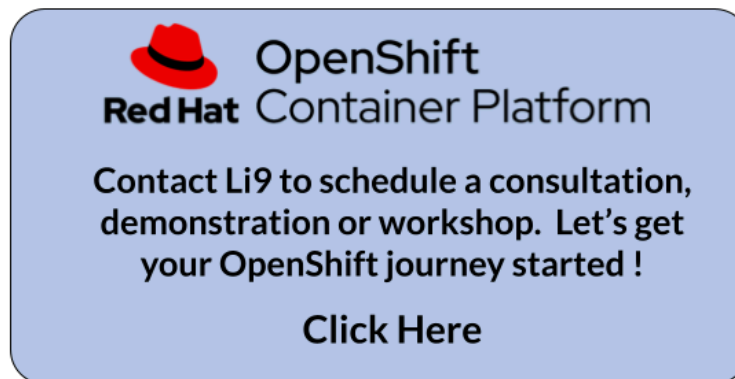 OpenShift
Red Hat Container Platform
Contact Li9 to schedule a consultation,
demonstration or workshop.  Let’s get
your OpenShift journey started !
Click Here